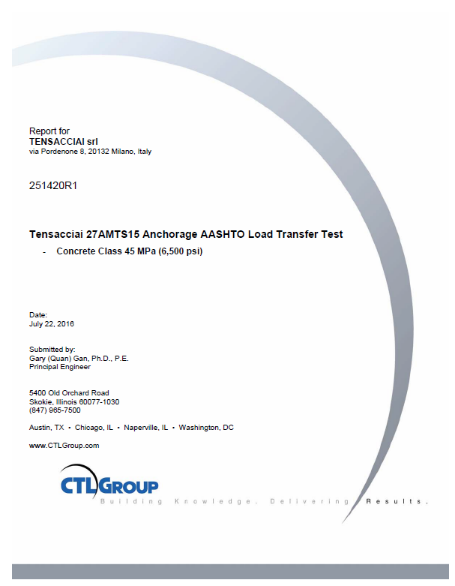 Report for
TENSACCIAI srl
via Pordenone 8, 20132 Milano, Italy
251420R1
Tensacciai 27AMTS15 Anchorage AASHTO Load Transfer Test
- Concrete Class 45 MPa (6,500 psi)
Date:
July 22, 2016
Submitted by:
Gary (Quan) Gan, Ph.D., P.E.
Principal Engineer
5400 Old Orchard Road
Skokie, Illinois 60077-1030
(847) 965-7500
Austin, TX • Chicago, IL • Naperville, IL • Washington, DC
www.CTLGroup.com
CTLGROUP
Building Knowledge. Delivering Results.